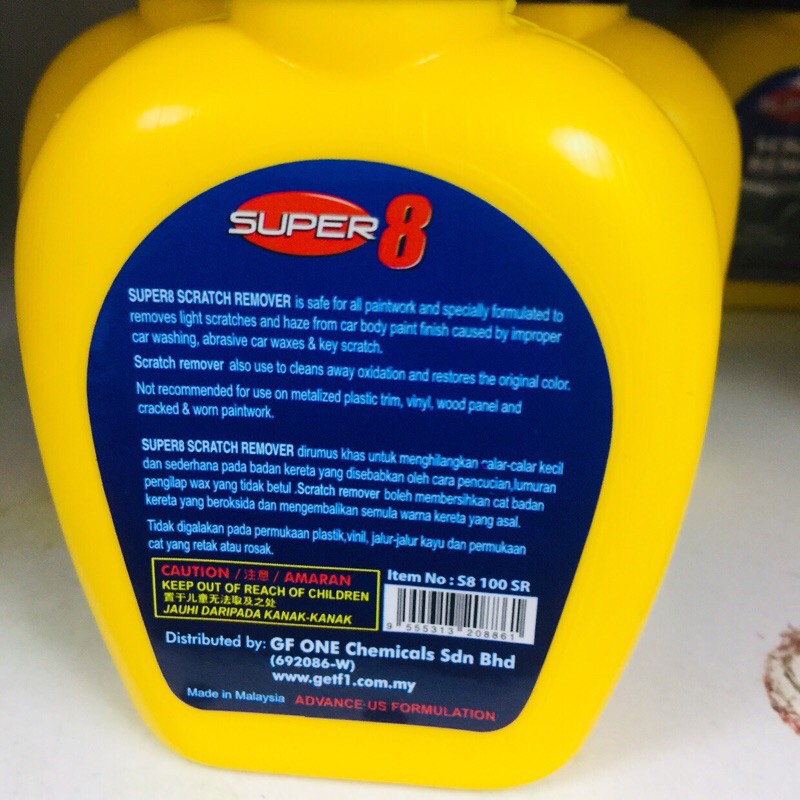 SUPER 8
SUPER8 SCRATCH REMOVER is safe for all paintwork and specially formulated to
removes light scratches and haze from car body paint finish caused by improper
car washing, abrasive car waxes & key scratch.
Scratch remover also use to cleans away oxidation and restores the original color.
Not recommended for use on metalized plastic trim, vinyl, wood panel and
cracked & worn paintwork.
SUPER8 SCRATCH REMOVER dirumus khas untuk menghilangkan calar-calar kecil
dan sederhana pada badan kereta yang disebabkan oleh cara pencucian,lumuran
pengilap wax yang tidak betul .Scratch remover boleh membersihkan cat badan
kereta yang beroksida dan mengembalikan semula warna kereta yang asal.
Tidak digalakan pada permukaan plastik,vinil, jalur-jalur kayu dan permukaan
cat yang retak atau rosak.
CAUTION / 注意 / AMARAN
KEEP OUT OF REACH OF CHILDREN
置于儿童无法取及之处
JAUHI DARIPADA KANAK-KANAK
Item No : S8 100 SR
9 555313 208861
Distributed by: GF ONE Chemicals Sdn Bhd
(692086-W)
www.getf1.com.my
Made in Malaysia ADVANCE US FORMULATION